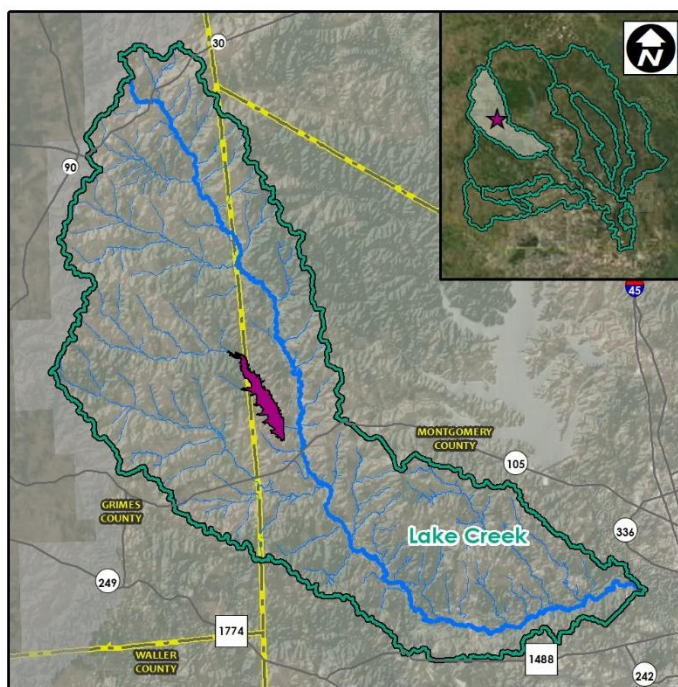 30
N
90
45
MONTGOMERY
COUNTY
105
GRIMES
COUNTY
Lake Creek
336
249
1774
WALLER
COUNTY
1488
242